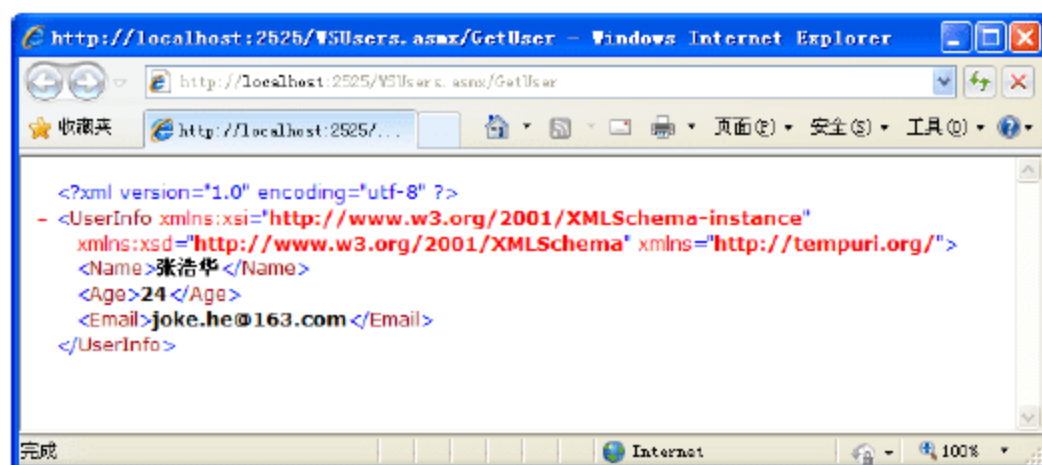 http://localhost:2525/WSUsers.asmx/GetUser - Windows Internet Explorer
http://localhost:2525/WSUsers.asmx/GetUser
收藏夹 http://localhost:2525/... 页面(P) 安全(S) 工具(O)
<?xml version="1.0" encoding="utf-8" ?>
- <UserInfo xmlns:xsi="http://www.w3.org/2001/XMLSchema-instance"
xmlns:xsd="http://www.w3.org/2001/XMLSchema" xmlns="http://tempuri.org/">
<Name>张浩华</Name>
<Age>24</Age>
<Email>joke.he@163.com</Email>
</UserInfo>
完成 Internet 100%